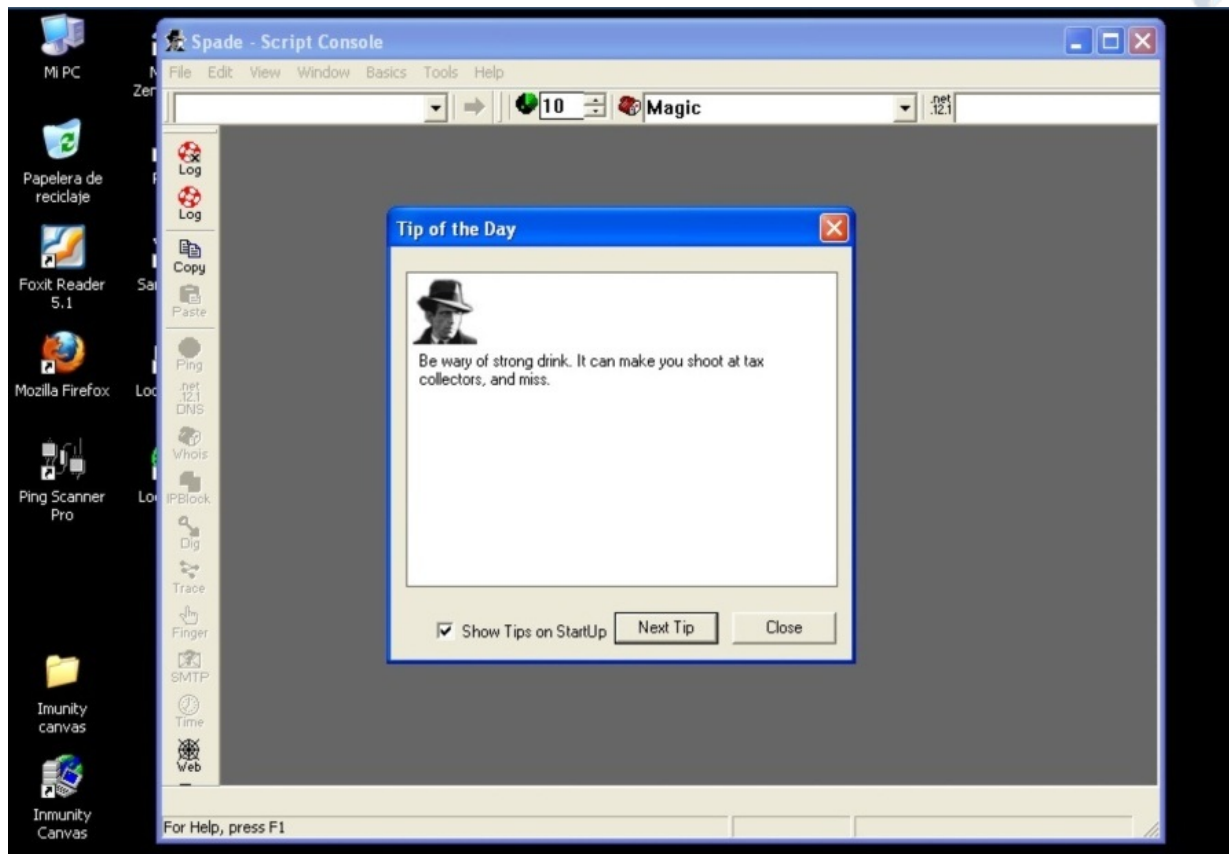 Mi PC
Zer
Papelera de
reciclaje
Foxit Reader
5.1
Mozilla Firefox
Ping Scanner
Pro
Imunity
canvas
Inmunity
Canvas
Spade - Script Console
File Edit View Window Basics Tools Help
10 Magic .net
.12.1
Log
Log
Copy
Paste
Ping
.net
.12.1
DNS
Whois
IPBlock
Dig
Trace
Finger
SMTP
Time
Web
Tip of the Day
Be wary of strong drink. It can make you shoot at tax
collectors, and miss.
Show Tips on StartUp Next Tip Close
For Help, press F1